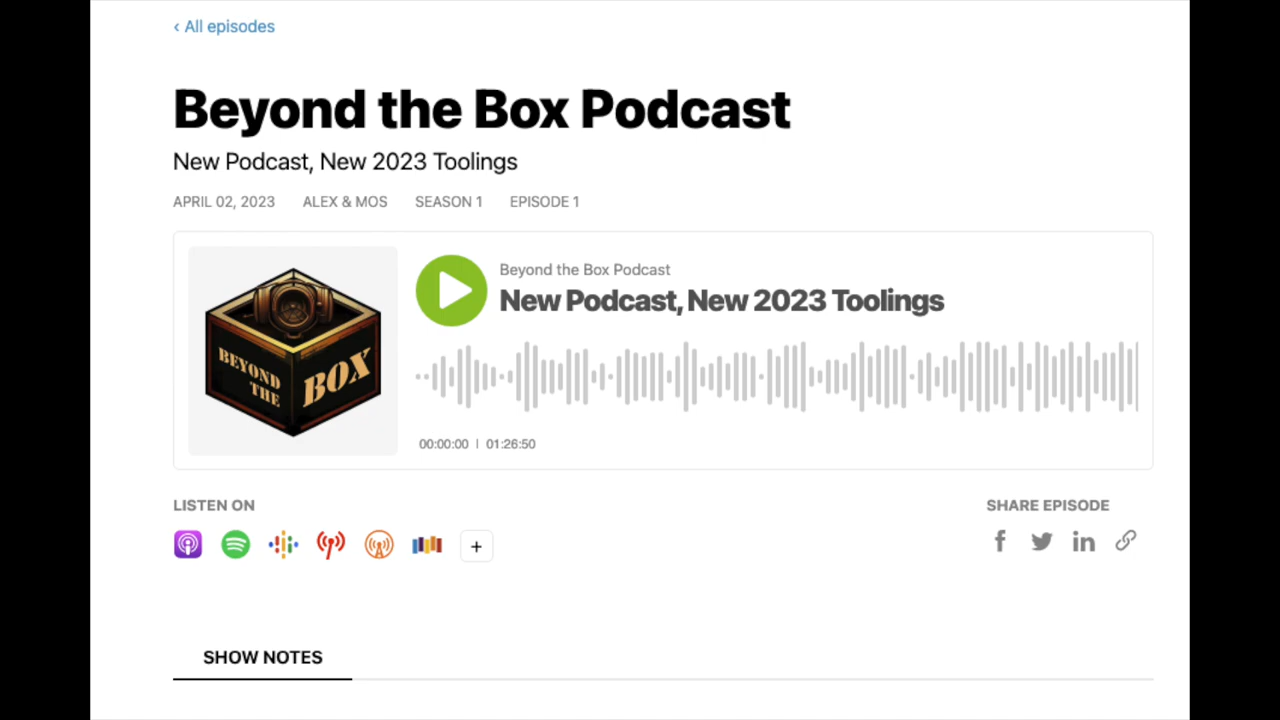 ‹ All episodes
Beyond the Box Podcast
New Podcast, New 2023 Toolings
APRIL 02, 2023 ALEX & MOS SEASON 1 EPISODE 1
BEYOND
THE
BOX
Beyond the Box Podcast
New Podcast, New 2023 Toolings
00:00:00 | 01:26:50
LISTEN ON
+
SHARE EPISODE
SHOW NOTES